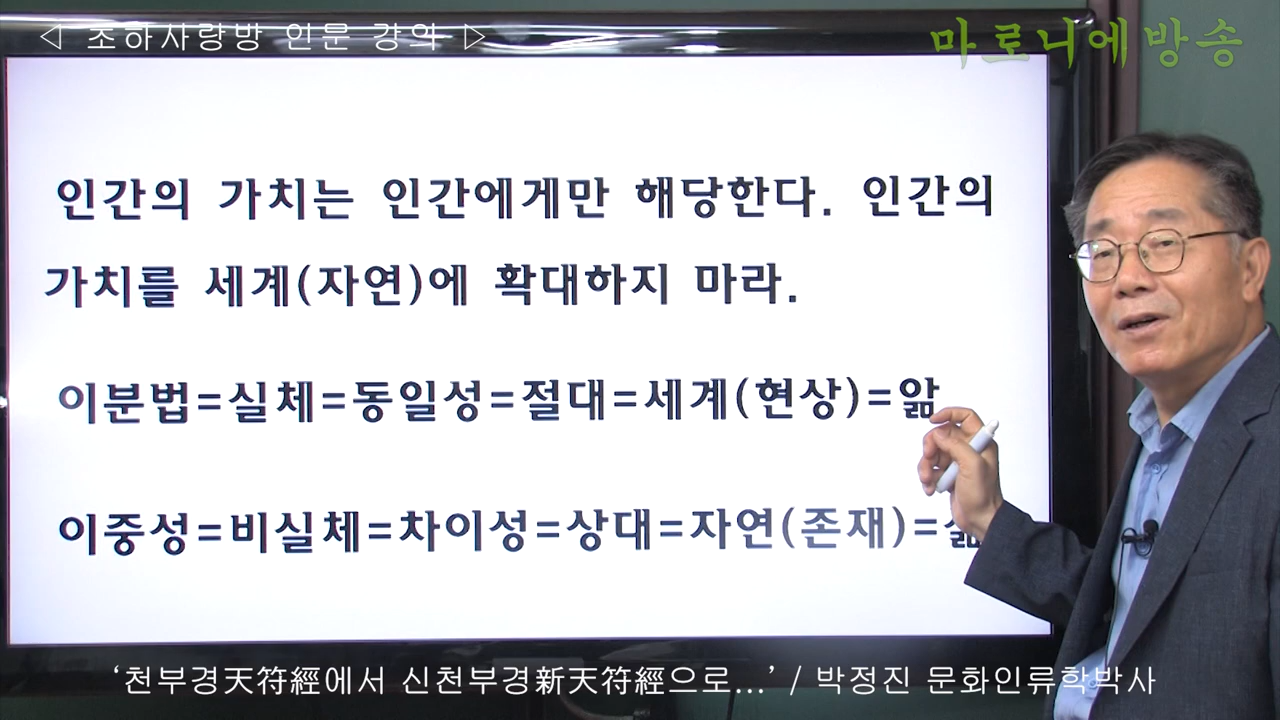 ◁ 초하사랑방 인문 강의 ▷
마로니에방송
인간의 가치는 인간에게만 해당한다. 인간의
가치를 세계(자연)에 확대하지 마라.
이분법=실체=동일성=절대=세계(현상)=앎
이중성=비실체=차이성=상대=자연(존재)=삶
‘천부경天符經에서 신천부경新天符經으로...’ / 박정진 문화인류학박사